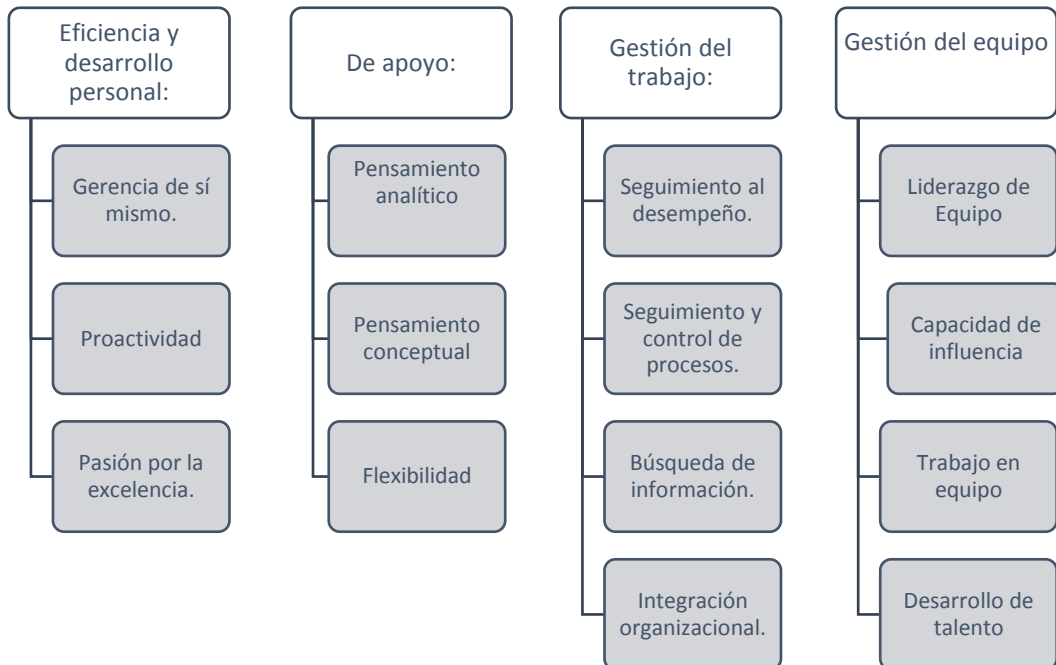 Eficiencia y
desarrollo
personal:
Gerencia de sí
mismo.
Proactividad
Pasión por la
excelencia.
De apoyo:
Pensamiento
analítico
Pensamiento
conceptual
Flexibilidad
Gestión del
trabajo:
Seguimiento al
desempeño.
Seguimiento y
control de
procesos.
Búsqueda de
información.
Integración
organizacional.
Gestión del equipo
Liderazgo de
Equipo
Capacidad de
influencia
Trabajo en
equipo
Desarrollo de
talento